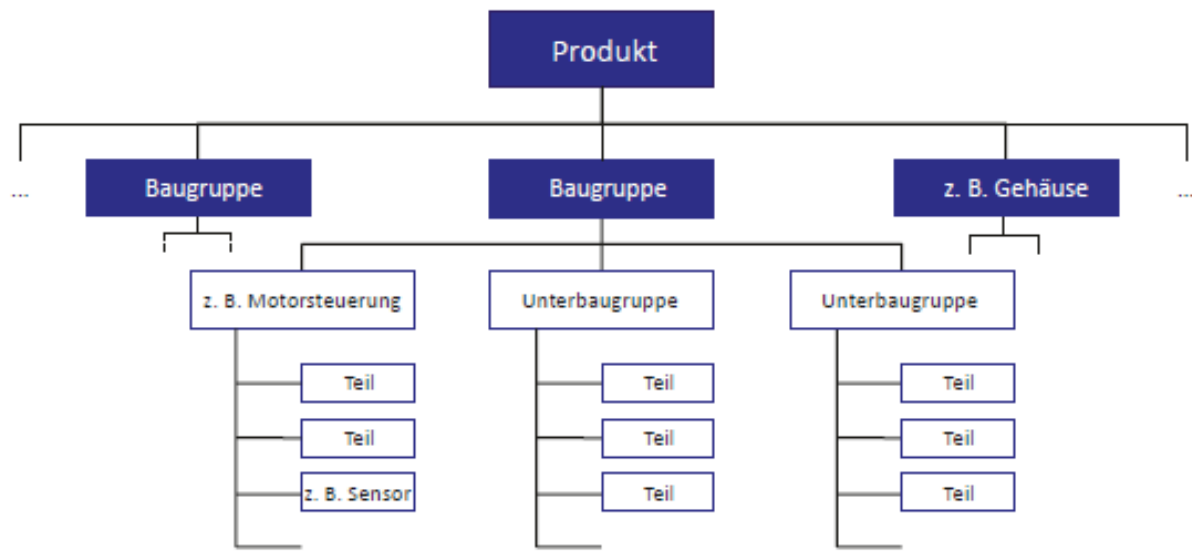 Produkt
...
Baugruppe
Baugruppe
z. B. Gehäuse
...
z. B. Motorsteuerung
Unterbaugruppe
Unterbaugruppe
Teil
Teil
Teil
Teil
Teil
Teil
z. B. Sensor
Teil
Teil